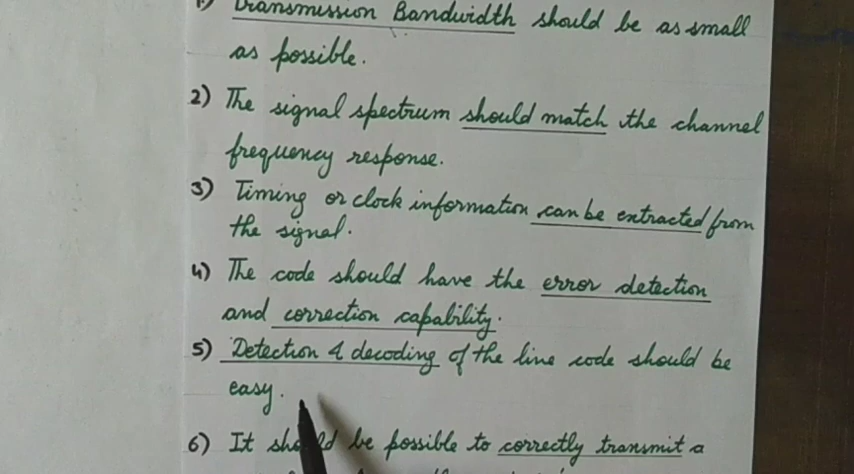 1) Transmission Bandwidth should be as small
as possible.
2) The signal spectrum should match the channel
frequency response.
3) Timing or clock information can be extracted from
the signal.
4) The code should have the error detection
and correction capability.
5) Detection & decoding of the line code should be
easy.
6) It should be possible to correctly transmit a